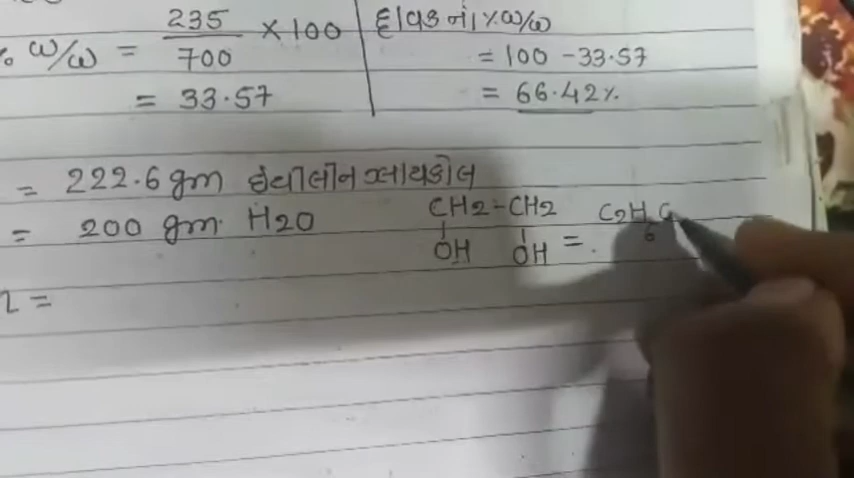 235
% w/w = ――― × 100
700
= 33.57
દ્રાવકનાં % w/w
= 100 - 33.57
= 66.42%
= 222.6 gm ઇથીલીન ગ્લાયકોલ
= 200 gm H2O
CH2-CH2
OH OH =
C2H6
=